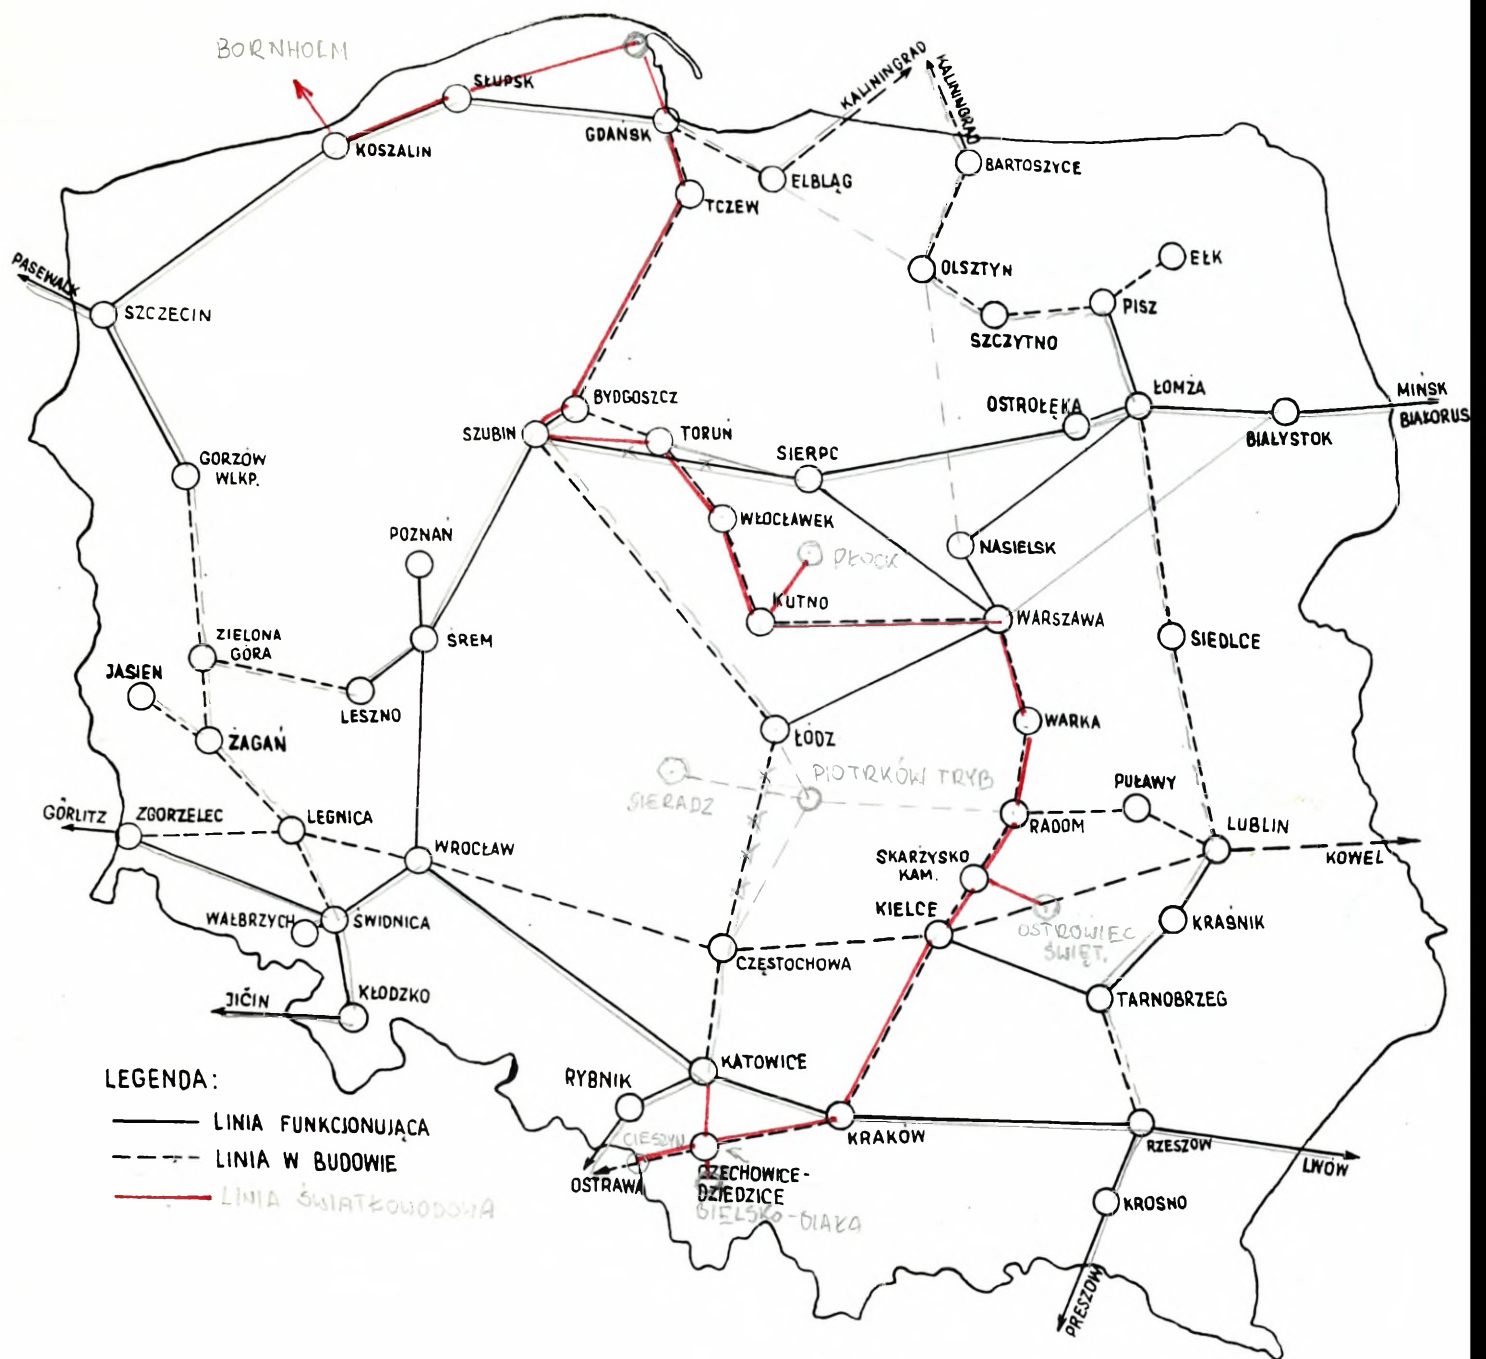 BORNHOLM
SŁUPSK
KALININGRAD
KALININGRAD
GDAŃSK
KOSZALIN
ELBLĄG
BARTOSZYCE
TCZEW
PASEWALK
SZCZECIN
OLSZTYN
EŁK
PISZ
SZCZYTNO
BYDGOSZCZ
OSTROŁĘKA
ŁOMŻA
MIŃSK
BIAŁORUS
BIAŁYSTOK
SZUBIN
TORUŃ
SIERPC
GORZÓW
WLKP.
WŁOCŁAWEK
POZNAŃ
PŁOCK
NASIELSK
KUTNO
WARSZAWA
ZIELONA
GÓRA
ŚREM
SIEDLCE
JASIEŃ
LESZNO
WARKA
ŻAGAŃ
ŁÓDZ
PIOTRKÓW TRYB
SIERADZ
PUŁAWY
GÖRLITZ
ZGORZELEC
LEGNICA
RADOM
LUBLIN
WROCŁAW
SKARŻYSKO
KAM.
KOWEL
KIELCE
WAŁBRZYCH
ŚWIDNICA
OSTROWIEC
ŚWIĘT.
KRAŚNIK
CZĘSTOCHOWA
JIČIN
KŁODZKO
TARNOBRZEG
LEGENDA:
RYBNIK
KATOWICE
LINIA FUNKCJONUJĄCA
CIESZYN
KRAKÓW
RZESZÓW
LWÓW
LINIA W BUDOWIE
OSTRAWA
CZECHOWICE-
DZIEDZICE
LINIA ŚWIATŁOWODOWA
BIELSKO-BIAŁA
KROSNO
PRESZOW